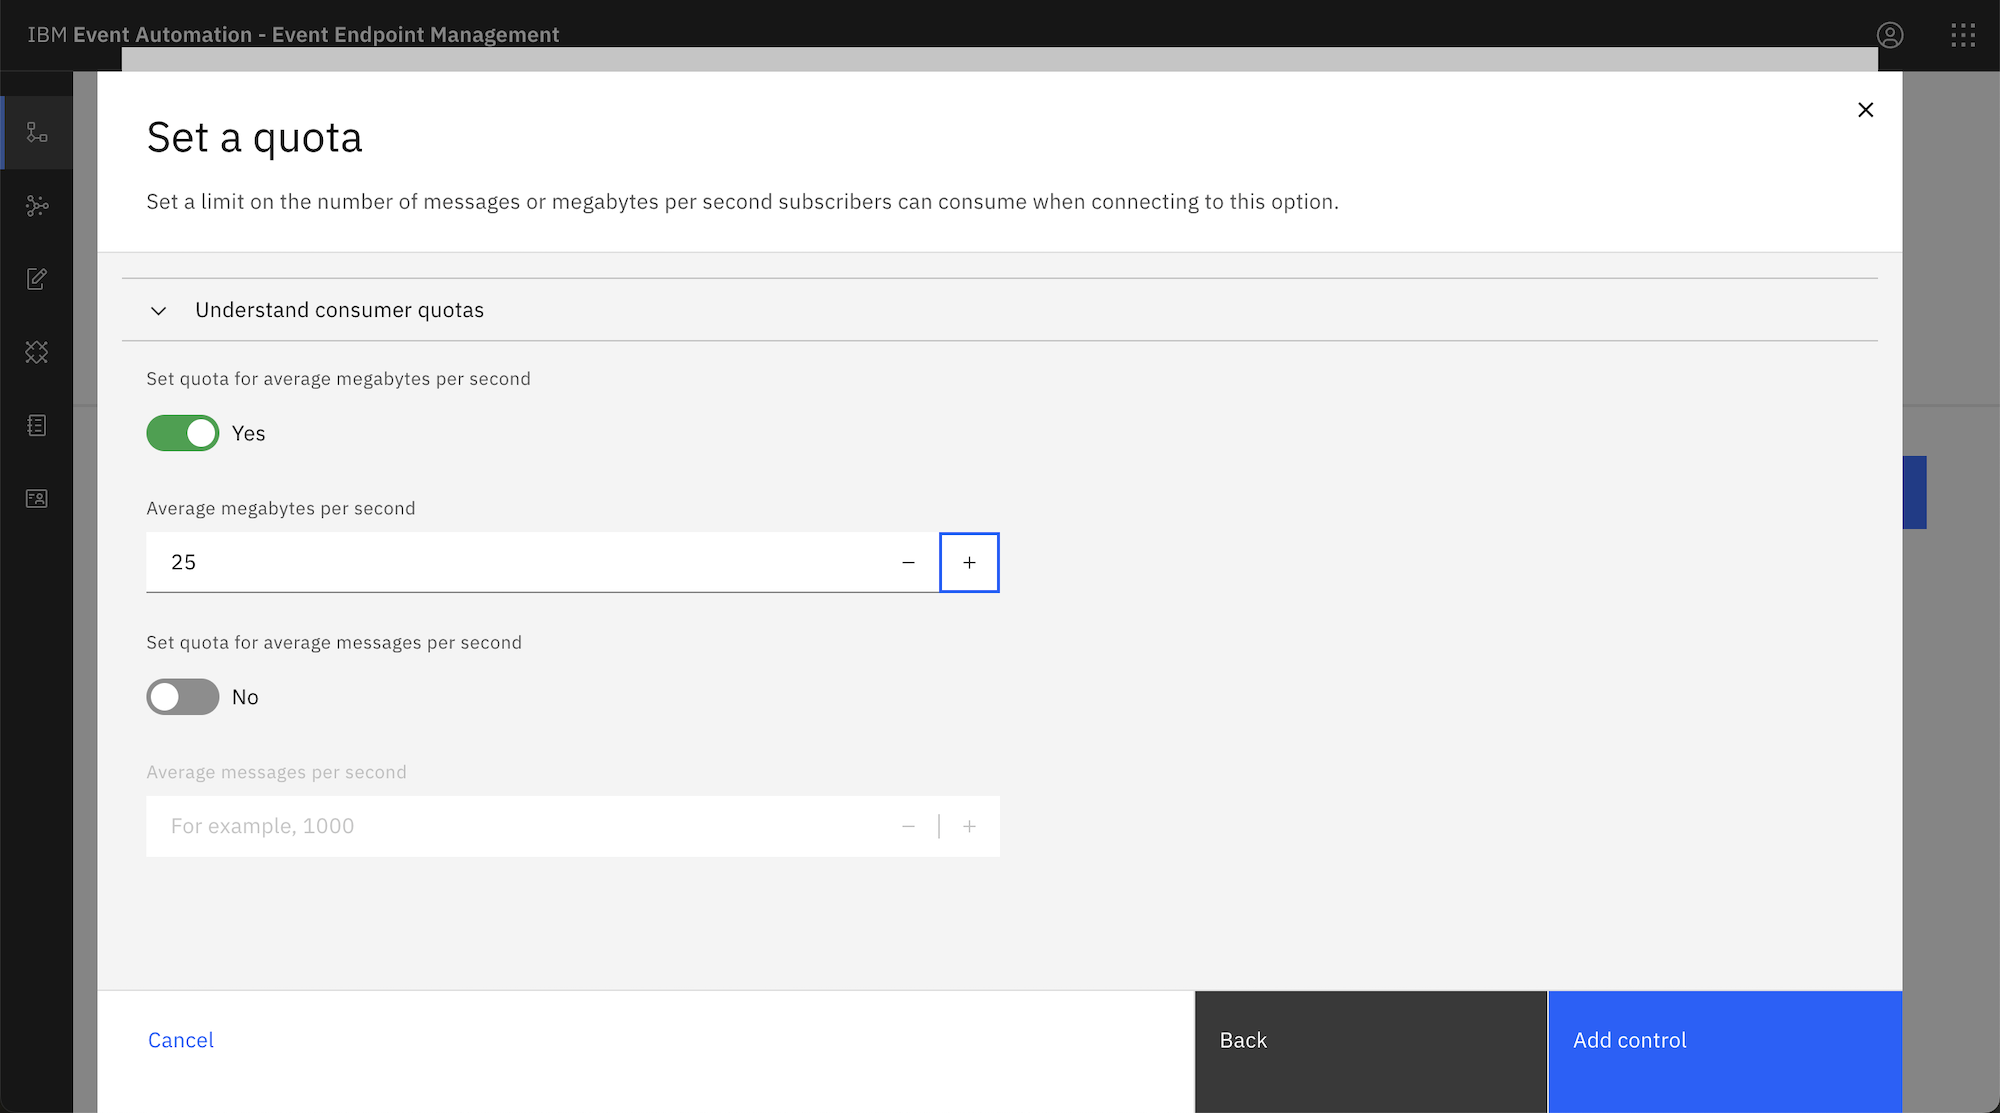 IBM Event Automation - Event Endpoint Management
Set a quota
Set a limit on the number of messages or megabytes per second subscribers can consume when connecting to this option.
Understand consumer quotas
Set quota for average megabytes per second
Yes
Average megabytes per second
25
Set quota for average messages per second
No
Average messages per second
For example, 1000
Cancel
Back
Add control